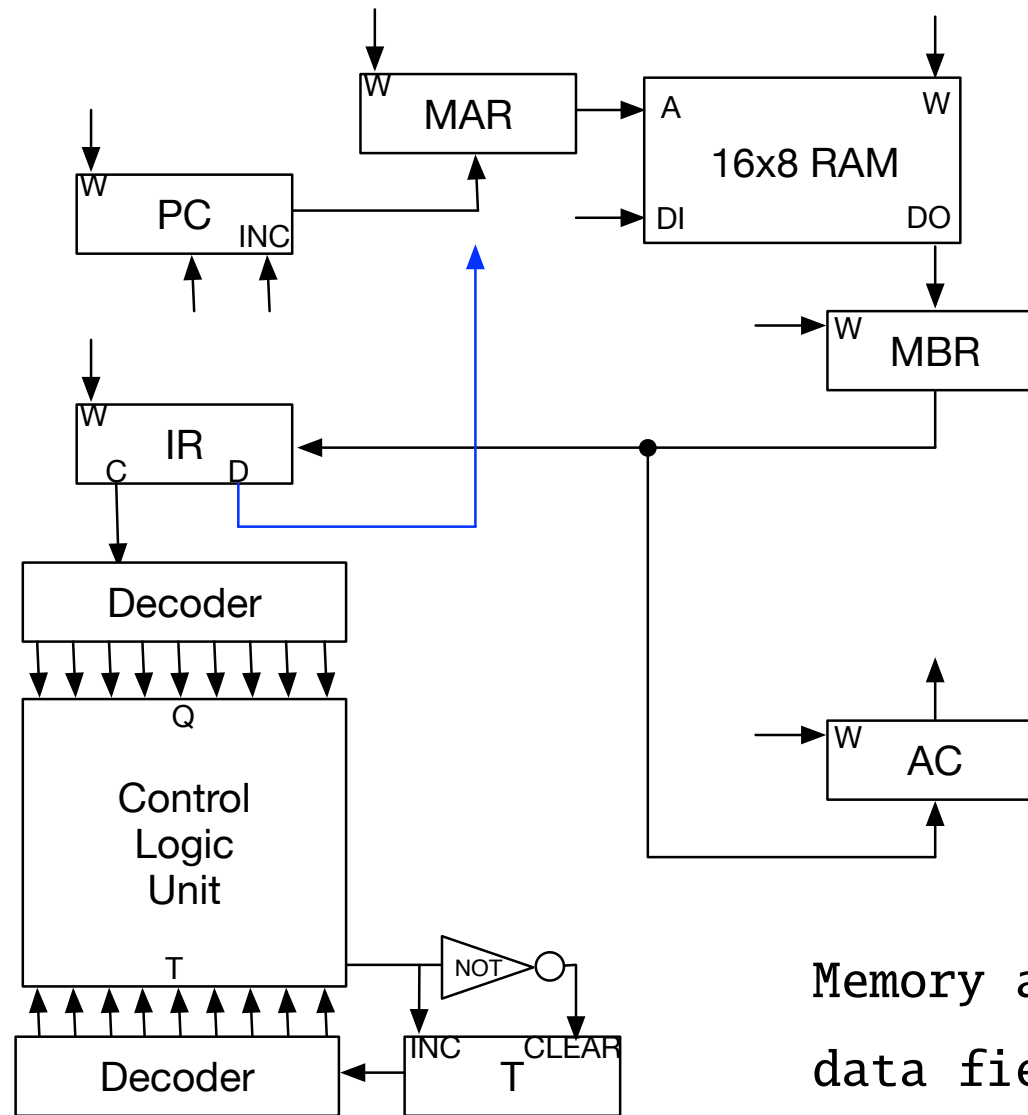 W
MAR
A
W
16x8 RAM
DI
DO
W
PC
INC
W
MBR
W
IR
C
D
Decoder
Q
Control
Logic
Unit
T
W
AC
NOT
INC
CLEAR
T
Decoder
Memory a
data fie